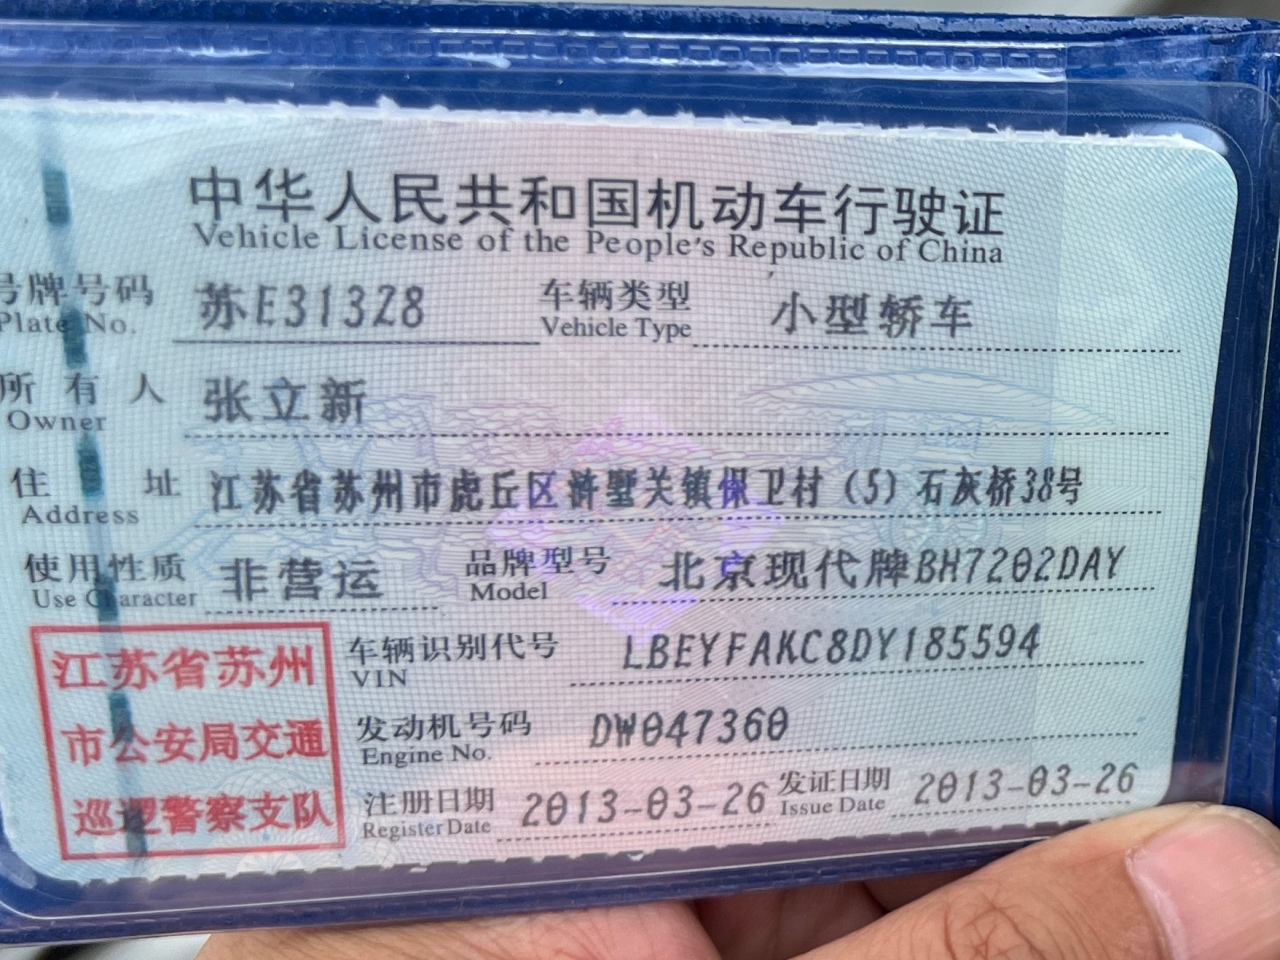 中华人民共和国机动车行驶证
Vehicle License of the People's Republic of China
号牌号码 苏E31328 车辆类型 小型轿车
Plate No. Vehicle Type
所有人 张立新
Owner
住址 江苏省苏州市虎丘区浒墅关镇保卫村（5）石灰桥38号
Address
使用性质 非营运 品牌型号 北京现代牌BH7202DAY
Use Character Model
车辆识别代号 LBEYFAKC8DY185594
VIN
发动机号码 DW047360
Engine No.
注册日期 2013-03-26 发证日期 2013-03-26
Register Date Issue Date
江苏省苏州
市公安局交通
巡逻警察支队